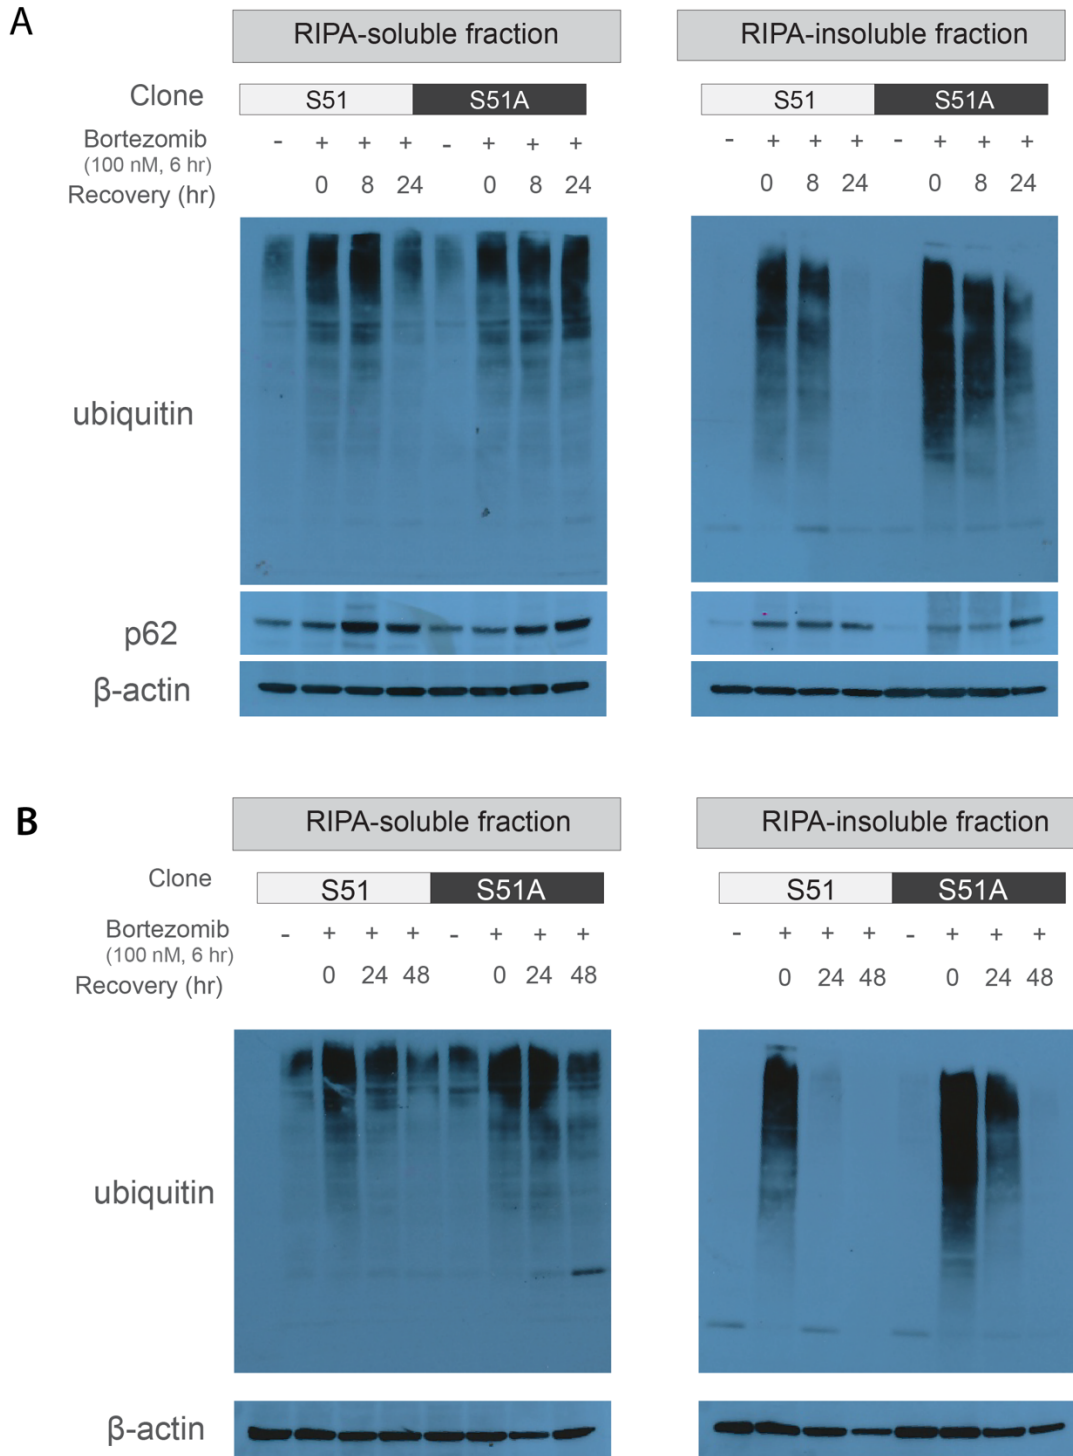 A
RIPA-soluble fraction RIPA-insoluble fraction
Clone S51 S51A S51 S51A
Bortezomib - + + + - + + + - + + + - + + +
(100 nM, 6 hr)
Recovery (hr) 0 8 24 0 8 24 0 8 24 0 8 24
ubiquitin
p62
β-actin
B
RIPA-soluble fraction RIPA-insoluble fraction
Clone S51 S51A S51 S51A
Bortezomib - + + + - + + + - + + + - + + +
(100 nM, 6 hr)
Recovery (hr) 0 24 48 0 24 48 0 24 48 0 24 48
ubiquitin
β-actin